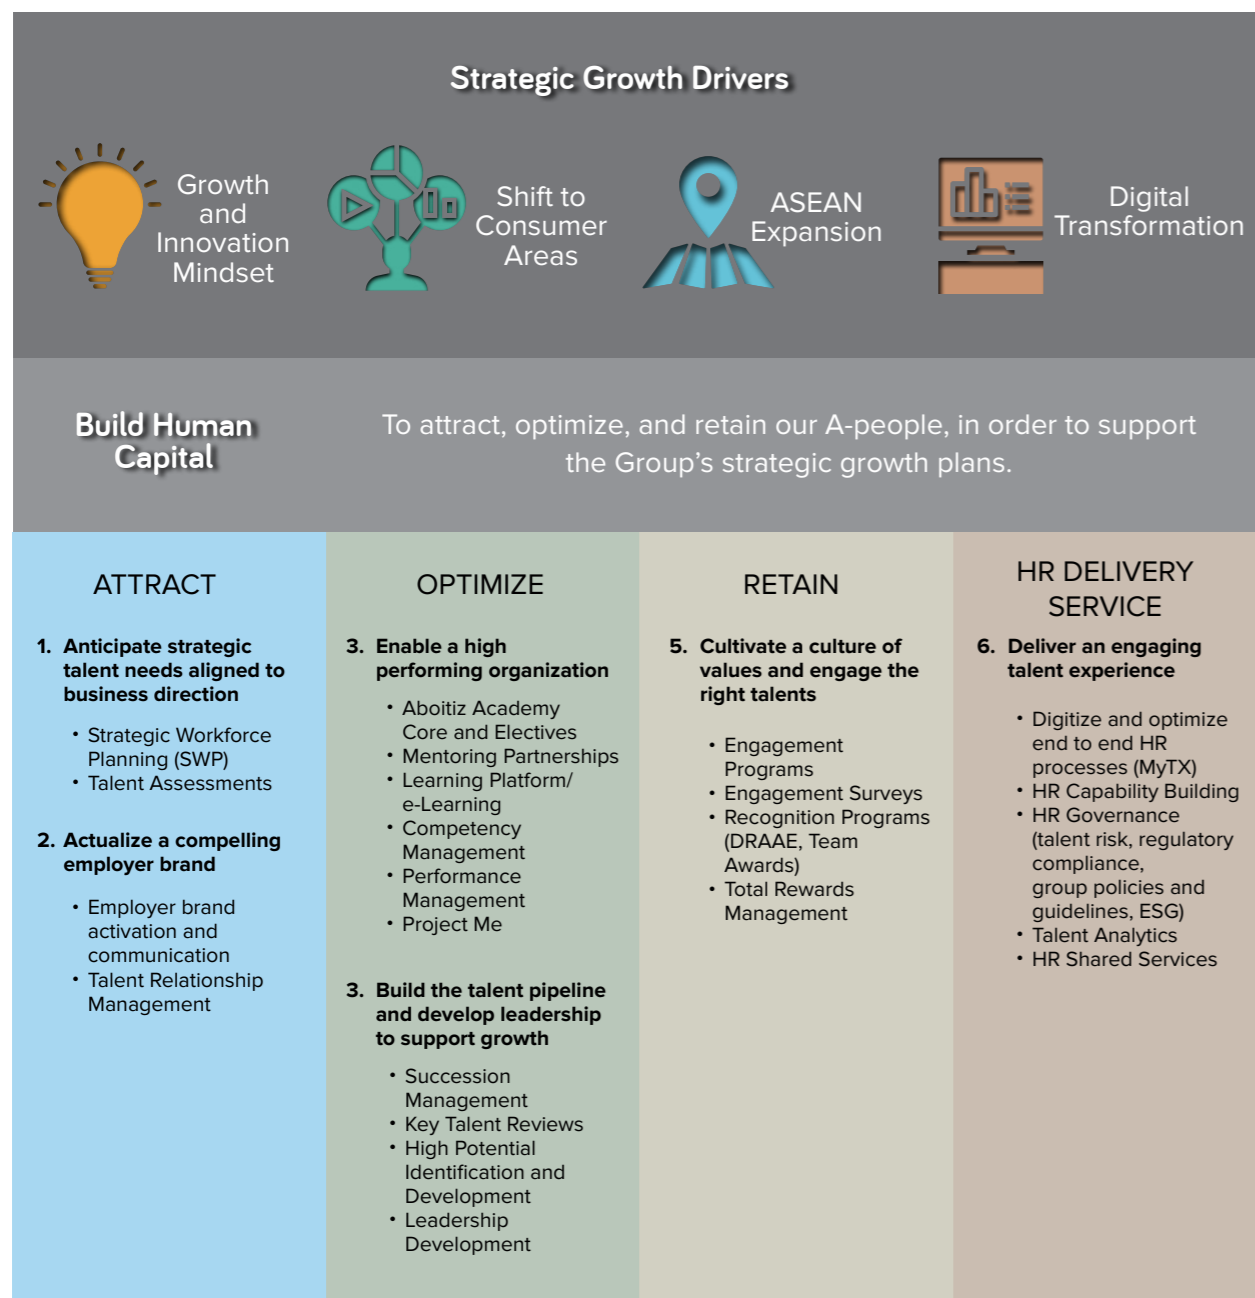 Strategic Growth Drivers
Growth
and
Innovation
Mindset
Shift to
Consumer
Areas
ASEAN
Expansion
Digital
Transformation
Build Human
Capital
To attract, optimize, and retain our A-people, in order to support
the Group's strategic growth plans.
ATTRACT
1. Anticipate strategic
talent needs aligned to
business direction
• Strategic Workforce
Planning (SWP)
• Talent Assessments
2. Actualize a compelling
employer brand
• Employer brand
activation and
communication
• Talent Relationship
Management
OPTIMIZE
3. Enable a high
performing organization
• Aboitiz Academy
Core and Electives
• Mentoring Partnerships
• Learning Platform/
e-Learning
• Competency
Management
• Performance
Management
• Project Me
3. Build the talent pipeline
and develop leadership
to support growth
• Succession
Management
• Key Talent Reviews
• High Potential
Identification and
Development
• Leadership
Development
RETAIN
5. Cultivate a culture of
values and engage the
right talents
• Engagement
Programs
• Engagement Surveys
• Recognition Programs
(DRAAE, Team
Awards)
• Total Rewards
Management
HR DELIVERY
SERVICE
6. Deliver an engaging
talent experience
• Digitize and optimize
end to end HR
processes (MyTX)
• HR Capability Building
• HR Governance
(talent risk, regulatory
compliance,
group policies and
guidelines, ESG)
• Talent Analytics
• HR Shared Services